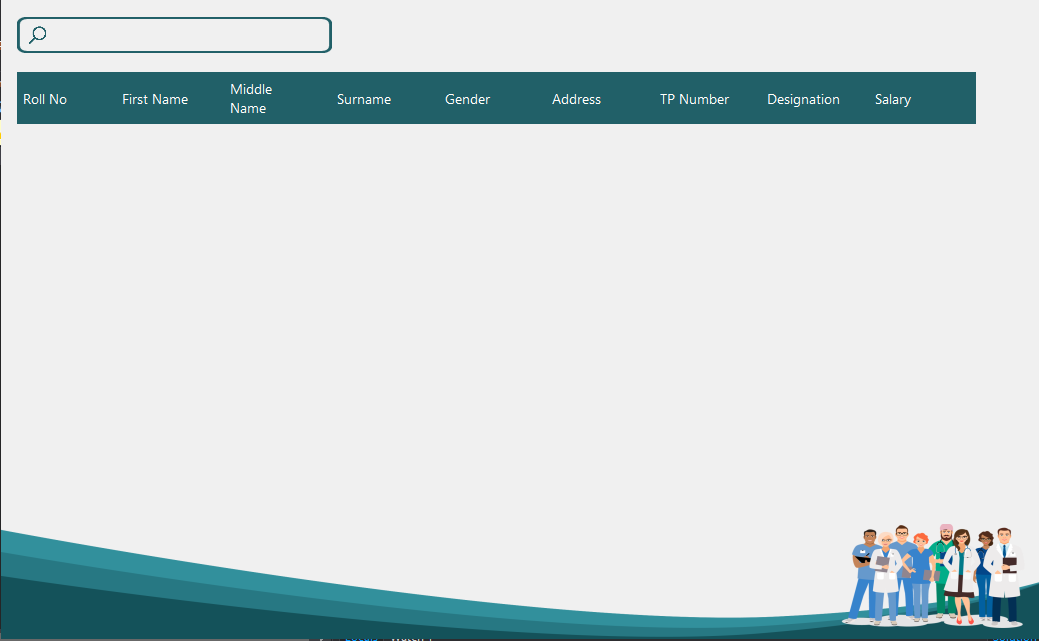 Roll No
First Name
Middle
Name
Surname
Gender
Address
TP Number
Designation
Salary